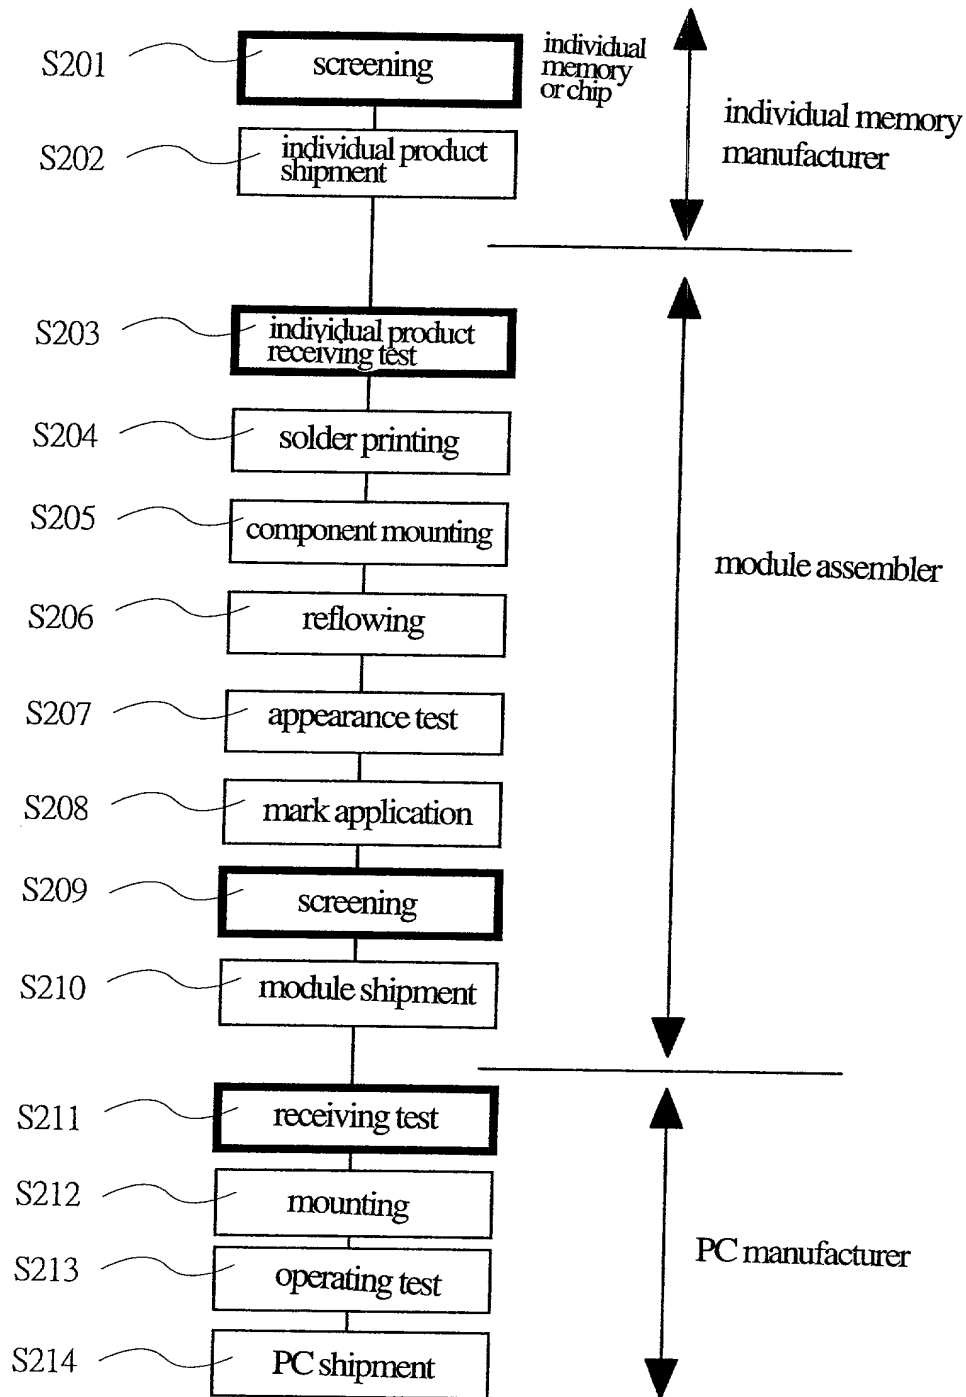 S201
screening
individual
memory
or chip
individual memory
manufacturer
S202
individual product
shipment
S203
individual product
receiving test
S204
solder printing
S205
component mounting
module assembler
S206
reflowing
S207
appearance test
S208
mark application
S209
screening
S210
module shipment
S211
receiving test
S212
mounting
PC manufacturer
S213
operating test
S214
PC shipment